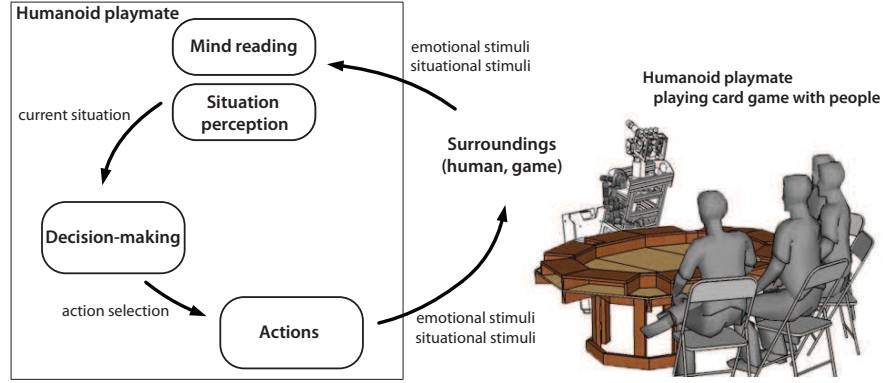 Humanoid playmate
Mind reading
Situation
perception
current situation
Decision-making
action selection
Actions
emotional stimuli
situational stimuli
Surroundings
(human, game)
emotional stimuli
situational stimuli
Humanoid playmate
playing card game with people